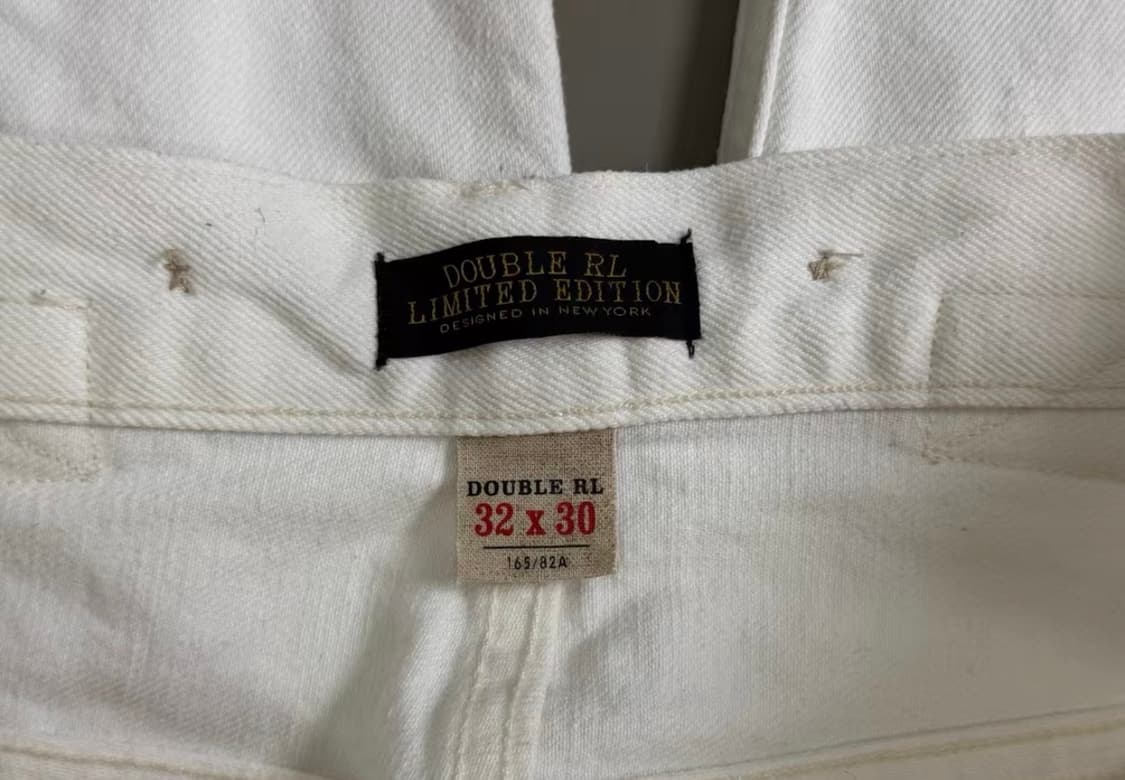 DOUBLE RL
LIMITED EDITION
DESIGNED IN NEW YORK
DOUBLE RL
32 x 30
165/82A